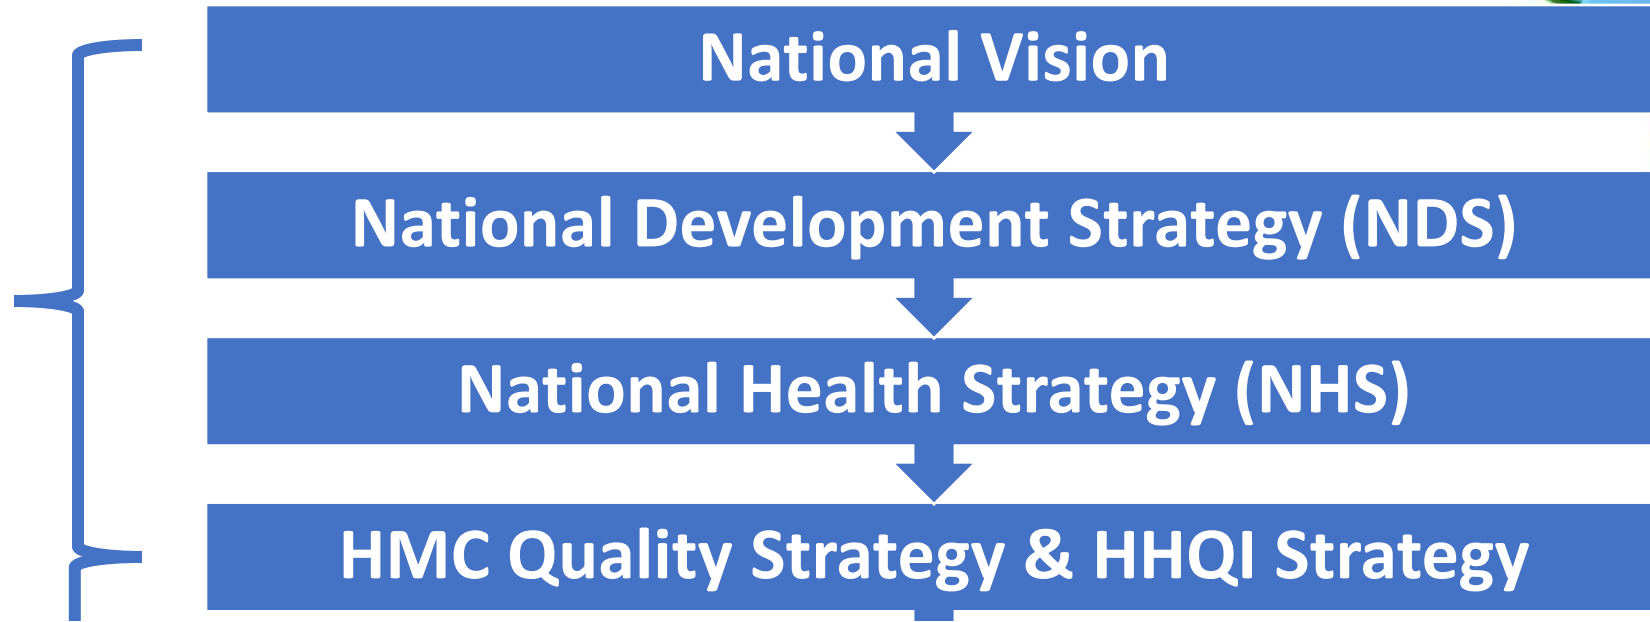 National Vision
National Development Strategy (NDS)
National Health Strategy (NHS)
HMC Quality Strategy & HHQI Strategy